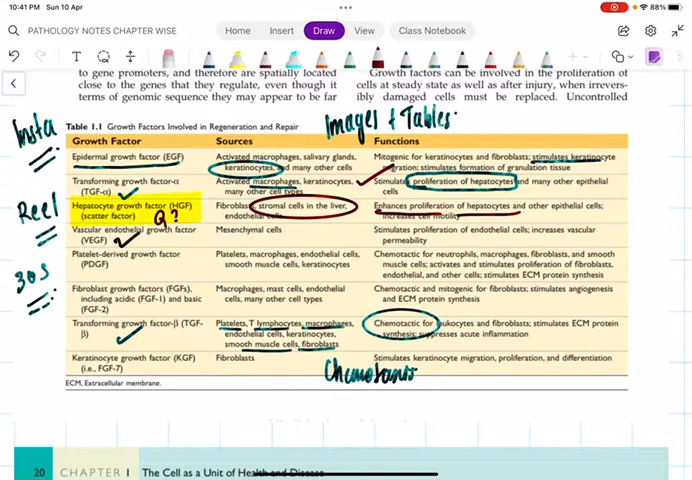 10:41 PM Sun 10 Apr
88%
PATHOLOGY NOTES CHAPTER WISE
Home Insert Draw View Class Notebook
to gene promoters, and therefore are spatially located
close to the genes that they regulate, even though it
terms of genomic sequence they may appear to be far
Growth factors can be involved in the proliferation of
cells at steady state as well as after injury, when irrevers-
ibly damaged cells must be replaced. Uncontrolled
Insta
Reel
30s
Images + Tables
Table 1.1 Growth Factors Involved in Regeneration and Repair
Growth Factor Sources Functions
Epidermal growth factor (EGF) Activated macrophages, salivary glands, Mitogenic for keratinocytes and fibroblasts; stimulates keratinocyte
keratinocytes, and many other cells migration; stimulates formation of granulation tissue
Transforming growth factor-α Activated macrophages, keratinocytes, Stimulates proliferation of hepatocytes and many other epithelial
(TGF-α) many other cell types cells
Hepatocyte growth factor (HGF) Fibroblasts, stromal cells in the liver, Enhances proliferation of hepatocytes and other epithelial cells;
(scatter factor) Q? endothelial cells increases cell motility
Vascular endothelial growth factor Mesenchymal cells Stimulates proliferation of endothelial cells; increases vascular
(VEGF) permeability
Platelet-derived growth factor Platelets, macrophages, endothelial cells, Chemotactic for neutrophils, macrophages, fibroblasts, and smooth
(PDGF) smooth muscle cells, keratinocytes muscle cells; activates and stimulates proliferation of fibroblasts,
endothelial, and other cells; stimulates ECM protein synthesis
Fibroblast growth factors (FGFs), Macrophages, mast cells, endothelial Chemotactic and mitogenic for fibroblasts; stimulates angiogenesis
including acidic (FGF-1) and basic cells, many other cell types and ECM protein synthesis
(FGF-2)
Transforming growth factor-β (TGF- Platelets, T lymphocytes, macrophages, Chemotactic for leukocytes and fibroblasts; stimulates ECM protein
β) endothelial cells, keratinocytes, synthesis; suppresses acute inflammation
smooth muscle cells, fibroblasts
Keratinocyte growth factor (KGF) Fibroblasts Stimulates keratinocyte migration, proliferation, and differentiation
(i.e., FGF-7)
ECM, Extracellular membrane.
20 CHAPTER 1 The Cell as a Unit of Health and Disease